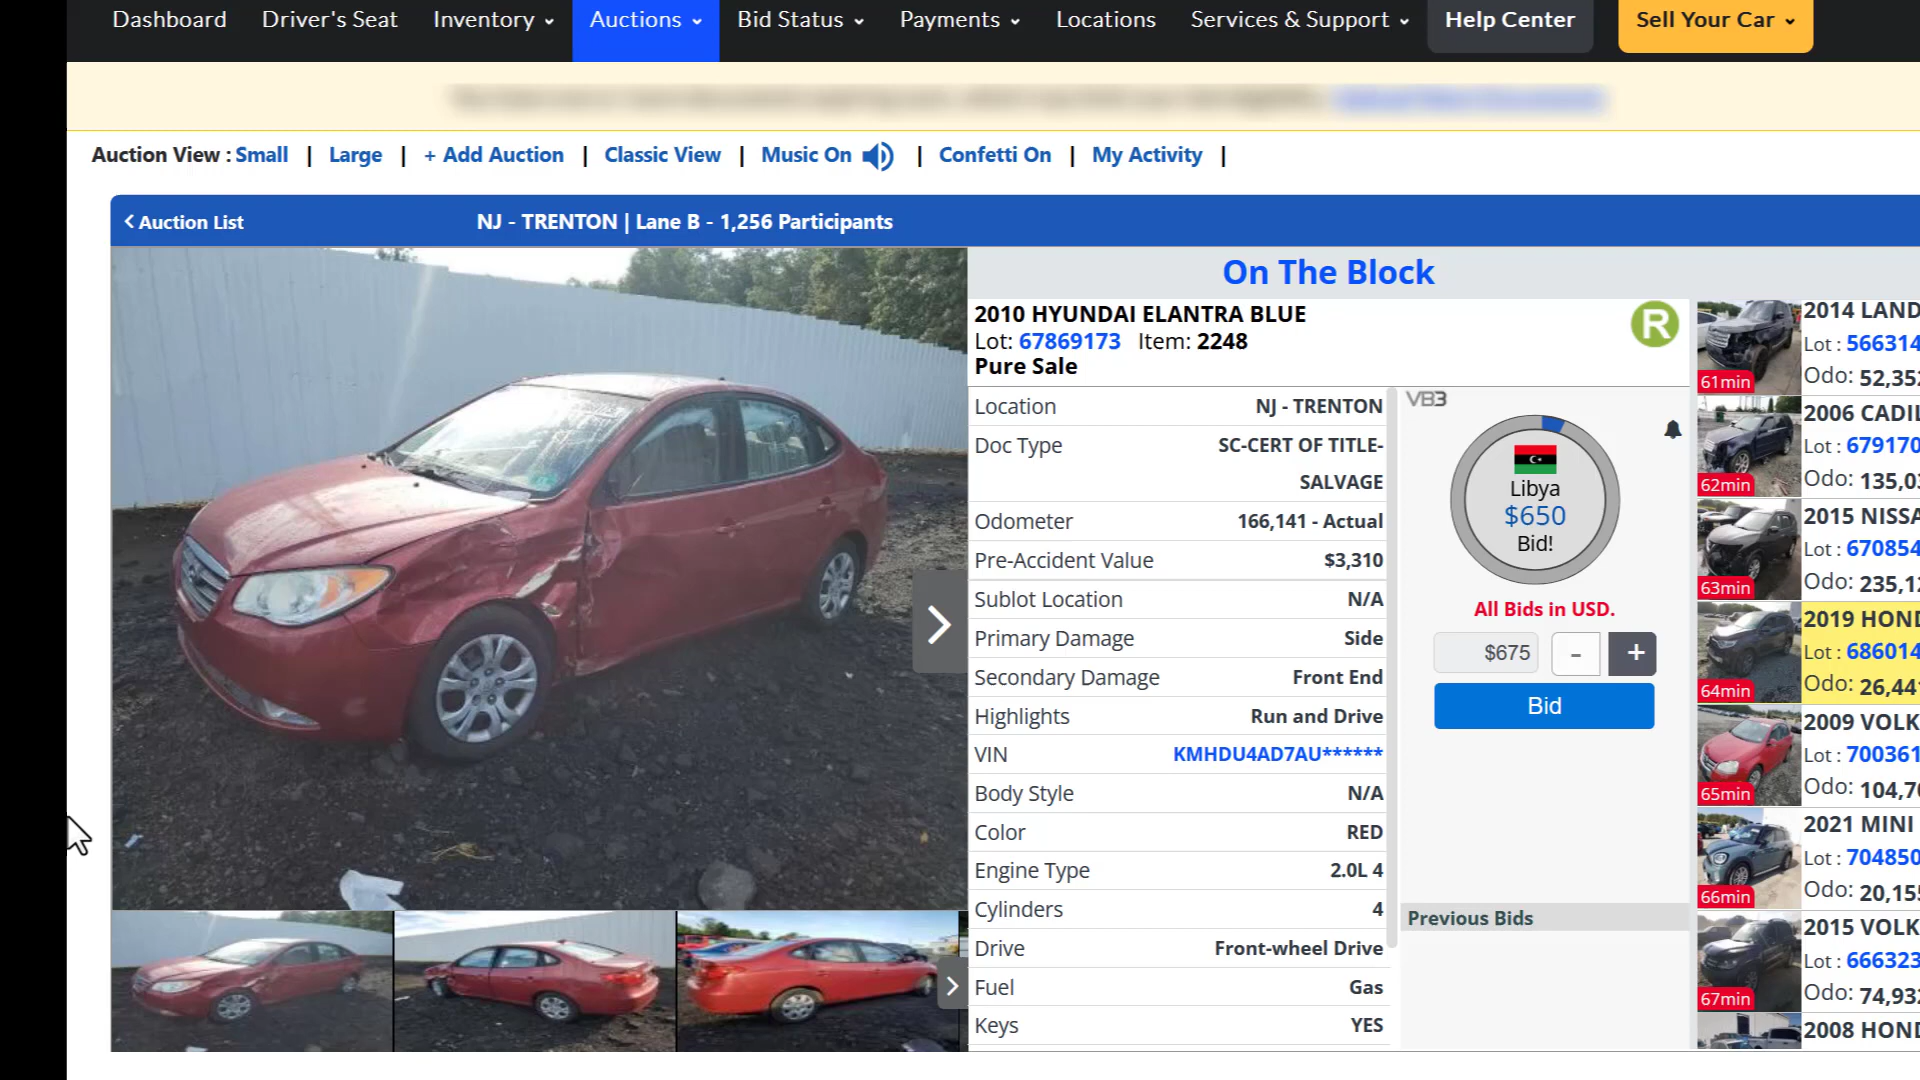 Dashboard Driver's Seat Inventory Auctions Bid Status Payments Locations Services & Support Help Center Sell Your Car
Auction View : Small | Large | + Add Auction | Classic View | Music On | Confetti On | My Activity |
Auction List
NJ - TRENTON | Lane B - 1,256 Participants
On The Block
2010 HYUNDAI ELANTRA BLUE
Lot: 67869173 Item: 2248
Pure Sale
R
Location NJ - TRENTON
Doc Type SC-CERT OF TITLE-
SALVAGE
Odometer 166,141 - Actual
Pre-Accident Value $3,310
Sublot Location N/A
Primary Damage Side
Secondary Damage Front End
Highlights Run and Drive
VIN KMHDU4AD7AU******
Body Style N/A
Color RED
Engine Type 2.0L 4
Cylinders 4
Drive Front-wheel Drive
Fuel Gas
Keys YES
VB3
Libya
$650
Bid!
All Bids in USD.
$675 - +
Bid
Previous Bids
2014 LAND
Lot : 566314
Odo: 52,352
61min
2006 CADIL
Lot : 679170
Odo: 135,03
62min
2015 NISSA
Lot : 670854
Odo: 235,12
63min
2019 HOND
Lot : 686014
Odo: 26,441
64min
2009 VOLK
Lot : 700361
Odo: 104,70
65min
2021 MINI
Lot : 704850
Odo: 20,155
66min
2015 VOLK
Lot : 666323
Odo: 74,932
67min
2008 HOND